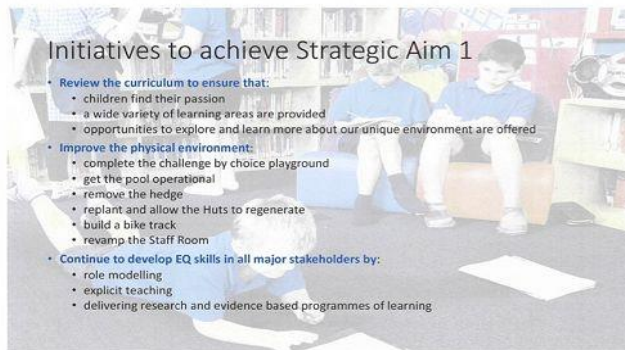 Initiatives to achieve Strategic Aim 1
• Review the curriculum to ensure that:
• children find their passion
• a wide variety of learning areas are provided
• opportunities to explore and learn more about our unique environment are offered
• Improve the physical environment:
• complete the challenge by choice playground
• get the pool operational
• remove the hedge
• replant and allow the Huts to regenerate
• build a bike track
• revamp the Staff Room
• Continue to develop EQ skills in all major stakeholders by:
• role modelling
• explicit teaching
• delivering research and evidence based programmes of learning